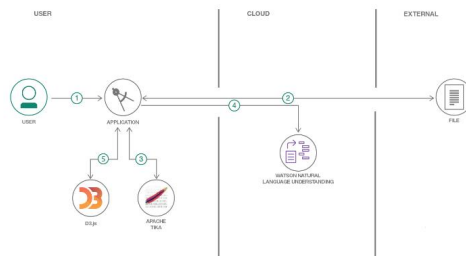 USER
CLOUD
EXTERNAL
1
2
4
USER
APPLICATION
FILE
5
3
WATSON NATURAL
LANGUAGE UNDERSTANDING
D3.js
APACHE
TIKA